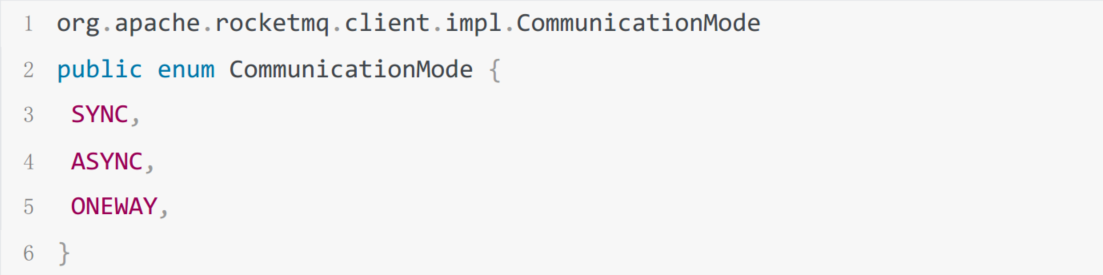 1 org.apache.rocketmq.client.impl.CommunicationMode
2 public enum CommunicationMode {
3  SYNC,
4  ASYNC,
5  ONEWAY,
6 }